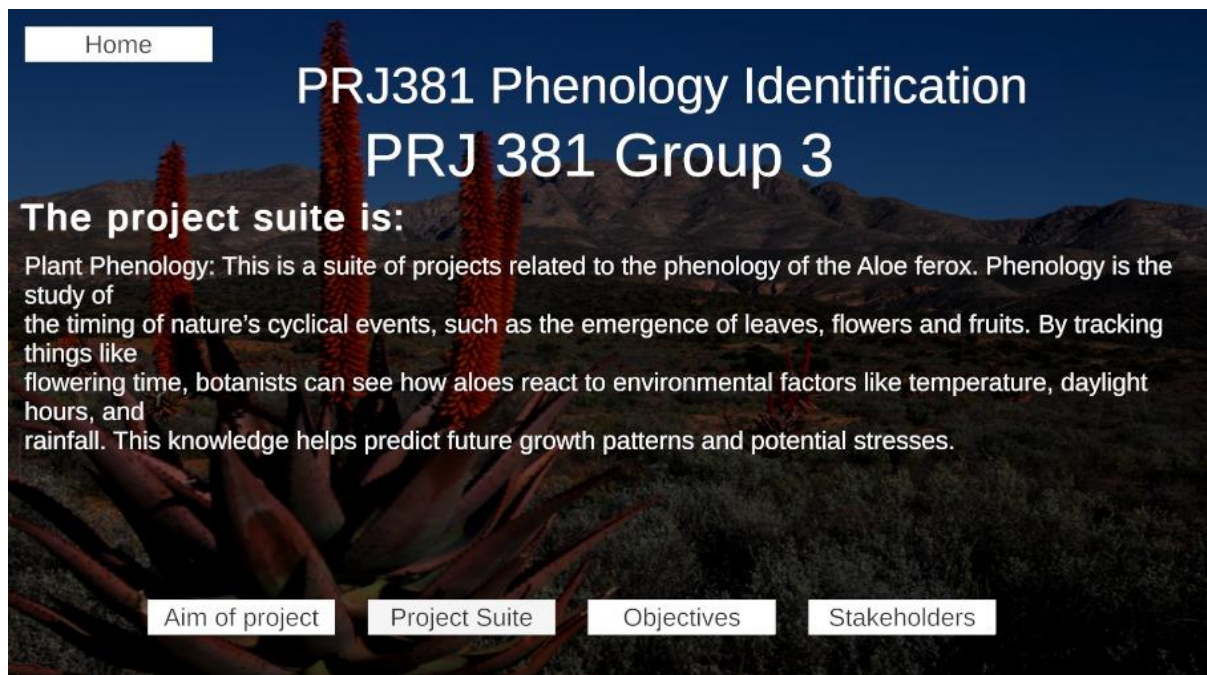 Home
PRJ381 Phenology Identification
PRJ 381 Group 3
The project suite is:
Plant Phenology: This is a suite of projects related to the phenology of the Aloe ferox. Phenology is the
study of
the timing of nature’s cyclical events, such as the emergence of leaves, flowers and fruits. By tracking
things like
flowering time, botanists can see how aloes react to environmental factors like temperature, daylight
hours, and
rainfall. This knowledge helps predict future growth patterns and potential stresses.
Aim of project
Project Suite
Objectives
Stakeholders